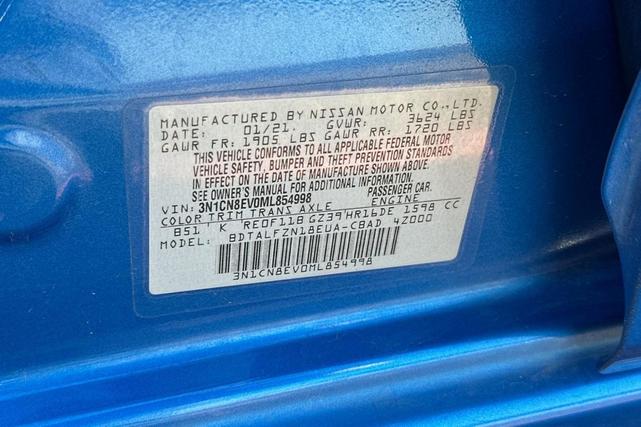 MANUFACTURED BY NISSAN MOTOR CO.,LTD.
DATE: 01/21. GVWR: 3624 LBS
GAWR FR: 1905 LBS GAWR RR: 1720 LBS
THIS VEHICLE CONFORMS TO ALL APPLICABLE FEDERAL MOTOR
VEHICLE SAFETY, BUMPER AND THEFT PREVENTION STANDARDS
IN EFFECT ON THE DATE OF MANUFACTURE SHOWN ABOVE.
SEE OWNER'S MANUAL FOR ADDITIONAL INFORMATION.
VIN: 3N1CN8EV0ML854998 PASSENGER CAR.
COLOR TRIM TRANS AXLE ENGINE
B51 K RE0F11B GZ39 HR16DE 1598 CC
MODEL: BDTALFZN18EUA-CBAD 4Z000
3N1CN8EV0ML854998